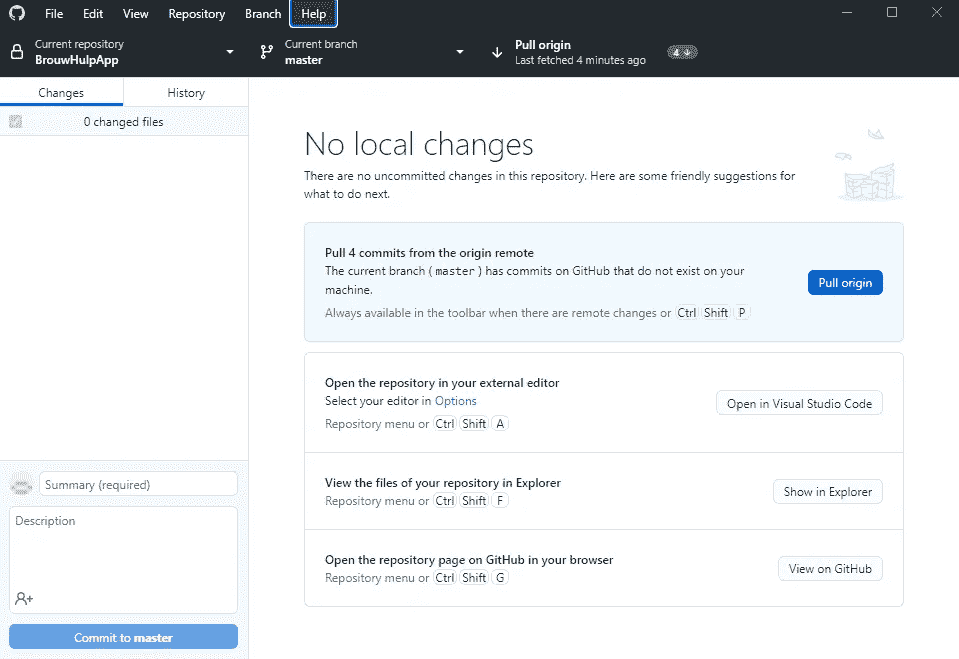 File Edit View Repository Branch Help
Current repository
BrouwHulpApp
Current branch
master
Pull origin
Last fetched 4 minutes ago
4
Changes History
0 changed files
No local changes
There are no uncommitted changes in this repository. Here are some friendly suggestions for
what to do next.
Pull 4 commits from the origin remote
The current branch ( master ) has commits on GitHub that do not exist on your
machine.
Always available in the toolbar when there are remote changes or Ctrl Shift P
Pull origin
Open the repository in your external editor
Select your editor in Options
Repository menu or Ctrl Shift A
Open in Visual Studio Code
View the files of your repository in Explorer
Repository menu or Ctrl Shift F
Show in Explorer
Open the repository page on GitHub in your browser
Repository menu or Ctrl Shift G
View on GitHub
Summary (required)
Description
Commit to master